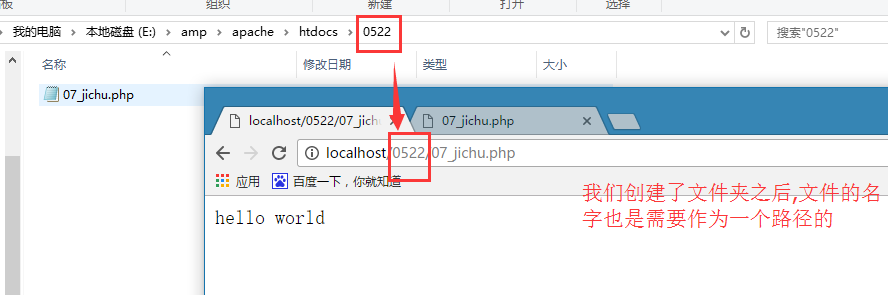 板 组织 新建 打开 选择
我的电脑 本地磁盘 (E:) amp apache htdocs 0522 搜索"0522"
名称 修改日期 类型 大小
07_jichu.php
localhost/0522/07_jichu 07_jichu.php
localhost/0522/07_jichu.php
应用 百度一下，你就知道
hello world
我们创建了文件夹之后,文件的名
字也是需要作为一个路径的